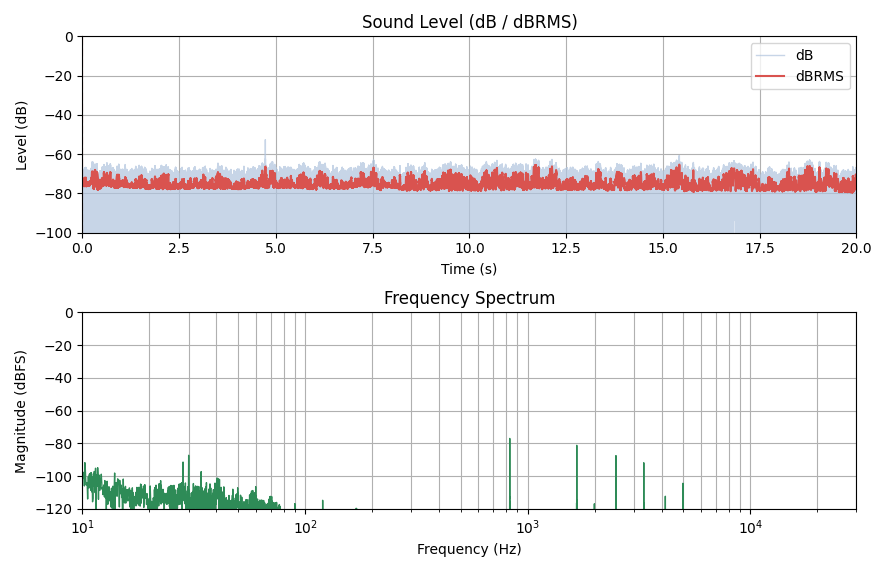 Sound Level (dB / dBRMS)
0
−20
−40
−60
−80
−100
Level (dB)
dB
dBRMS
0.0 2.5 5.0 7.5 10.0 12.5 15.0 17.5 20.0
Time (s)
Frequency Spectrum
0
−20
−40
−60
−80
−100
−120
Magnitude (dBFS)
10¹ 10² 10³ 10⁴
Frequency (Hz)